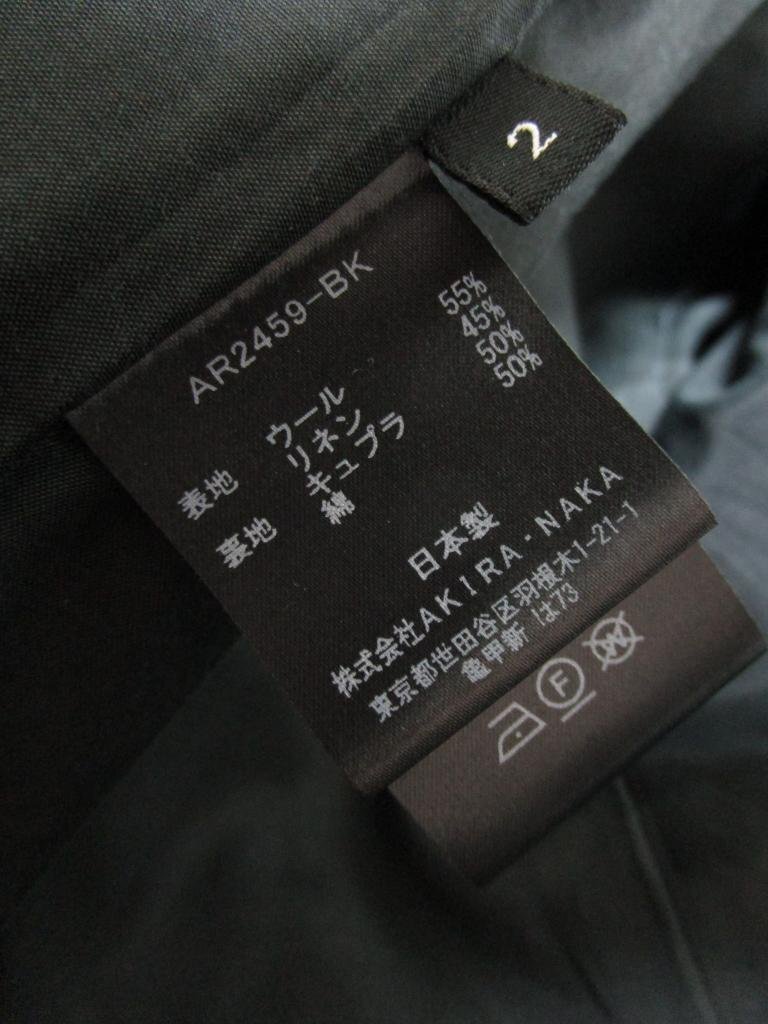 2
AR2459-BK
表地 ウール 55%
リネン 45%
裏地 キュプラ 50%
綿 50%
日本製
株式会社AKIRA・NAKA
東京都世田谷区羽根木1-21-1
亀甲新 は73
F
W